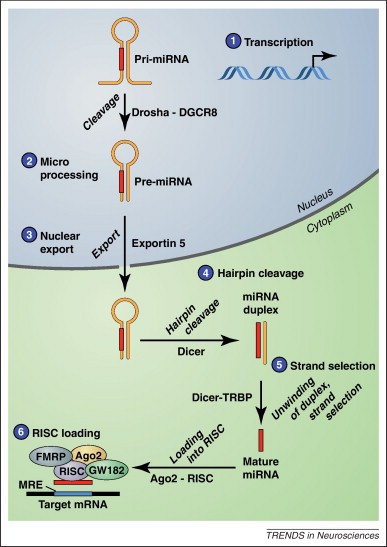 1 Transcription
Pri-miRNA
Cleavage
Drosha - DGCR8
2 Micro
processing
Pre-miRNA
Nucleus
Cytoplasm
3 Nuclear
export
Export
Exportin 5
4 Hairpin cleavage
miRNA
duplex
Hairpin
cleavage
Dicer
5 Strand selection
Dicer-TRBP
Unwinding
of duplex,
strand
selection
6 RISC loading
FMRP
Ago2
RISC
GW182
Loading
into RISC
Ago2 - RISC
Mature
miRNA
MRE
Target mRNA
TRENDS in Neurosciences